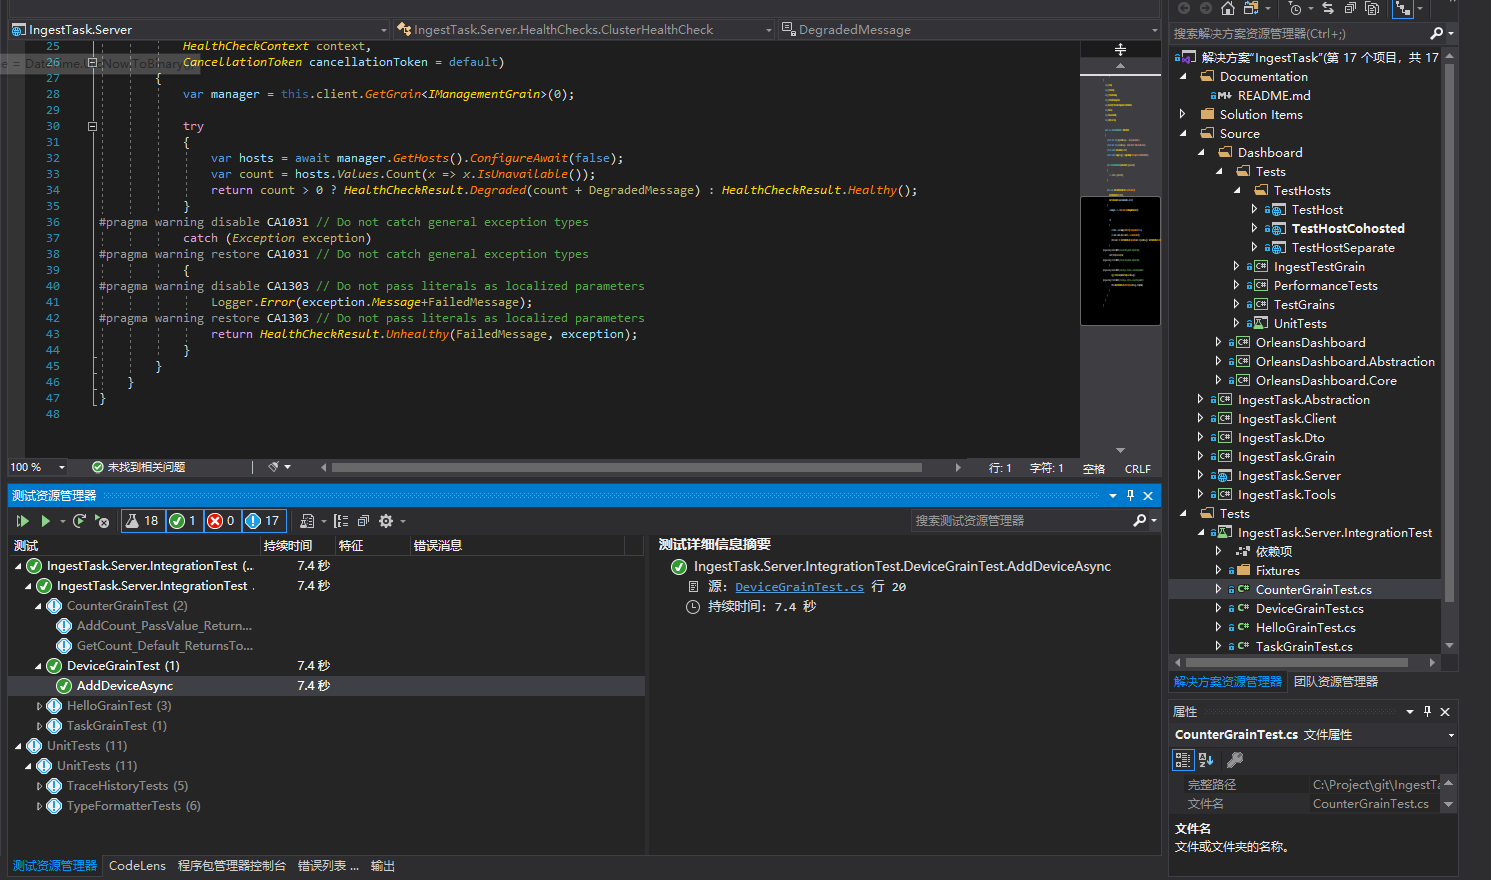 IngestTask.Server
IngestTask.Server.HealthChecks.ClusterHealthCheck
DegradedMessage
25 HealthCheckContext context,
26 CancellationToken cancellationToken = default)
27 {
28 var manager = this.client.GetGrain<IManagementGrain>(0);
29
30 try
31 {
32 var hosts = await manager.GetHosts().ConfigureAwait(false);
33 var count = hosts.Values.Count(x => x.IsUnavailable());
34 return count > 0 ? HealthCheckResult.Degraded(count + DegradedMessage) : HealthCheckResult.Healthy();
35 }
36 #pragma warning disable CA1031 // Do not catch general exception types
37 catch (Exception exception)
38 #pragma warning restore CA1031 // Do not catch general exception types
39 {
40 #pragma warning disable CA1303 // Do not pass literals as localized parameters
41 Logger.Error(exception.Message+FailedMessage);
42 #pragma warning restore CA1303 // Do not pass literals as localized parameters
43 return HealthCheckResult.Unhealthy(FailedMessage, exception);
44 }
45 }
46 }
47 }
48
100 %
未找到相关问题
行: 1
字符: 1
空格
CRLF
测试资源管理器
18
1
0
17
搜索测试资源管理器
测试 持续时间 特征 错误消息
IngestTask.Server.IntegrationTest (... 7.4 秒
IngestTask.Server.IntegrationTest . 7.4 秒
CounterGrainTest (2)
AddCount_PassValue_Return...
GetCount_Default_ReturnsTo...
DeviceGrainTest (1) 7.4 秒
AddDeviceAsync 7.4 秒
HelloGrainTest (3)
TaskGrainTest (1)
UnitTests (11)
UnitTests (11)
TraceHistoryTests (5)
TypeFormatterTests (6)
测试详细信息摘要
IngestTask.Server.IntegrationTest.DeviceGrainTest.AddDeviceAsync
源: DeviceGrainTest.cs 行 20
持续时间: 7.4 秒
测试资源管理器 CodeLens 程序包管理器控制台 错误列表 ... 输出
搜索解决方案资源管理器(Ctrl+;)
解决方案"IngestTask"(第 17 个项目，共 17
Documentation
README.md
Solution Items
Source
Dashboard
Tests
TestHosts
TestHost
TestHostCohosted
TestHostSeparate
IngestTestGrain
PerformanceTests
TestGrains
UnitTests
OrleansDashboard
OrleansDashboard.Abstraction
OrleansDashboard.Core
IngestTask.Abstraction
IngestTask.Client
IngestTask.Dto
IngestTask.Grain
IngestTask.Server
IngestTask.Tools
Tests
IngestTask.Server.IntegrationTest
依赖项
Fixtures
CounterGrainTest.cs
DeviceGrainTest.cs
HelloGrainTest.cs
TaskGrainTest.cs
解决方案资源管理器 团队资源管理器
属性
CounterGrainTest.cs 文件属性
完整路径 C:\Project\git\IngestTa
文件名 CounterGrainTest.cs
文件名
文件或文件夹的名称。